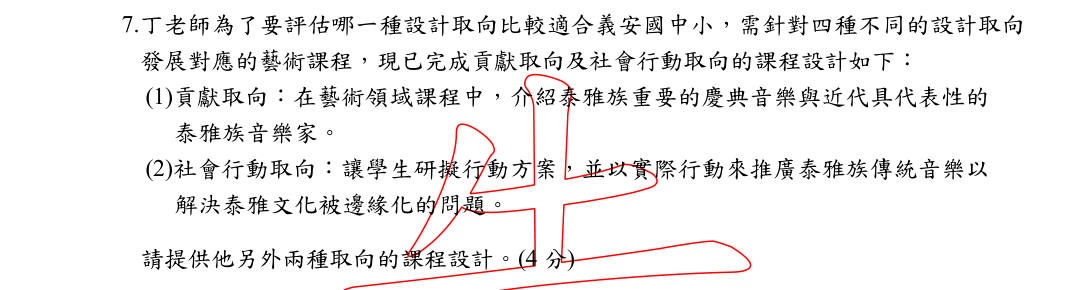 7.丁老師為了要評估哪一種設計取向比較適合義安國中小，需針對四種不同的設計取向
發展對應的藝術課程，現已完成貢獻取向及社會行動取向的課程設計如下：
(1)貢獻取向：在藝術領域課程中，介紹泰雅族重要的慶典音樂與近代具代表性的
泰雅族音樂家。
(2)社會行動取向：讓學生研擬行動方案，並以實際行動來推廣泰雅族傳統音樂以
解決泰雅文化被邊緣化的問題。
請提供他另外兩種取向的課程設計。(4 分)